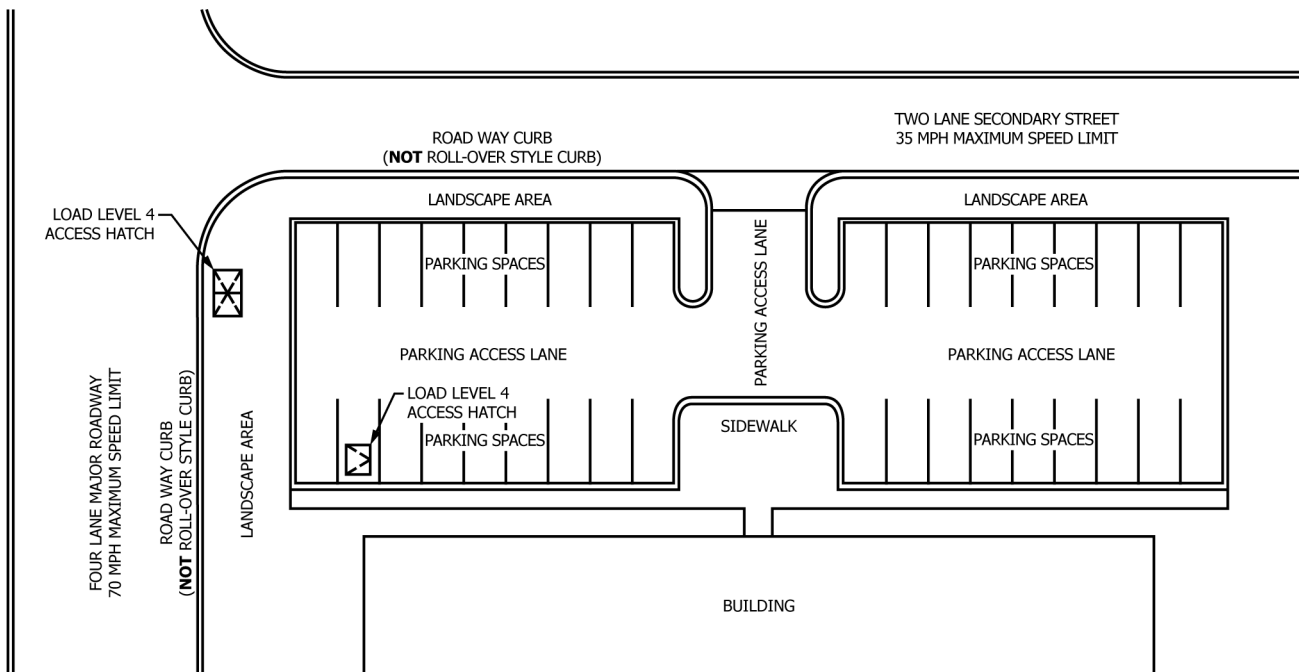 TWO LANE SECONDARY STREET
35 MPH MAXIMUM SPEED LIMIT
ROAD WAY CURB
(NOT ROLL-OVER STYLE CURB)
LANDSCAPE AREA
LANDSCAPE AREA
LOAD LEVEL 4
ACCESS HATCH
PARKING SPACES
PARKING ACCESS LANE
PARKING SPACES
PARKING ACCESS LANE
PARKING ACCESS LANE
LOAD LEVEL 4
ACCESS HATCH
PARKING SPACES
SIDEWALK
PARKING SPACES
FOUR LANE MAJOR ROADWAY
70 MPH MAXIMUM SPEED LIMIT
ROAD WAY CURB
(NOT ROLL-OVER STYLE CURB)
LANDSCAPE AREA
BUILDING